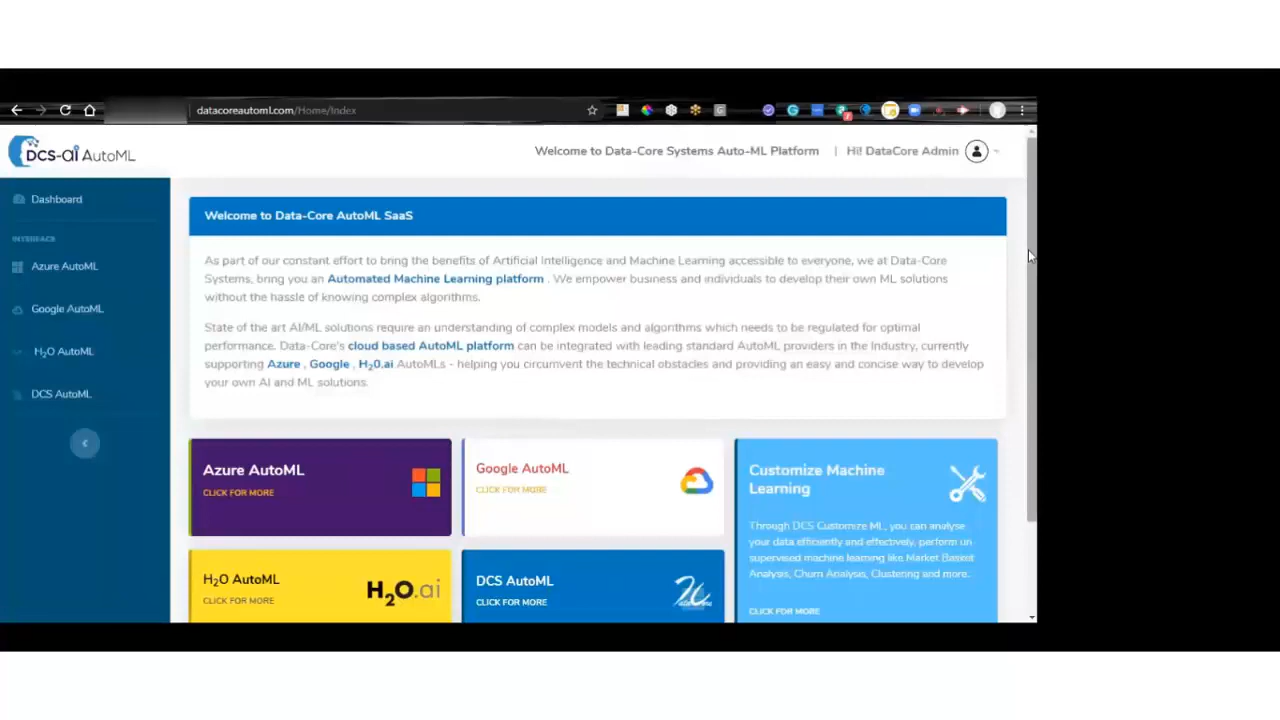 datacoreautoml.com/Home/Index
DCS-ai AutoML
Welcome to Data-Core Systems Auto-ML Platform | Hi! DataCore Admin
Dashboard
INTERFACE
Azure AutoML
Google AutoML
H2O AutoML
DCS AutoML
Welcome to Data-Core AutoML SaaS
As part of our constant effort to bring the benefits of Artificial Intelligence and Machine Learning accessible to everyone, we at Data-Core
Systems, bring you an Automated Machine Learning platform . We empower business and individuals to develop their own ML solutions
without the hassle of knowing complex algorithms.
State of the art AI/ML solutions require an understanding of complex models and algorithms which needs to be regulated for optimal
performance. Data-Core's cloud based AutoML platform can be integrated with leading standard AutoML providers in the Industry, currently
supporting Azure , Google , H20.ai AutoMLs - helping you circumvent the technical obstacles and providing an easy and concise way to develop
your own AI and ML solutions.
Azure AutoML
CLICK FOR MORE
Google AutoML
CLICK FOR MORE
Customize Machine
Learning
Through DCS Customize ML, you can analyse
your data efficiently and effectively, perform un
supervised machine learning like Market Basket
Analysis, Churn Analysis, Clustering and more.
CLICK FOR MORE
H2O AutoML
CLICK FOR MORE
H2O.ai
DCS AutoML
CLICK FOR MORE